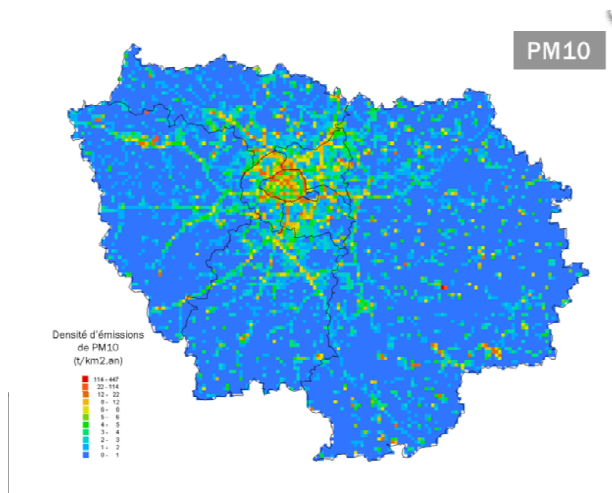 PM10
Densité d'émissions
de PM10
(t/km2.an)
114 - 447
22 - 114
12 - 22
8 - 12
6 - 8
5 - 6
4 - 5
3 - 4
2 - 3
1 - 2
0 - 1